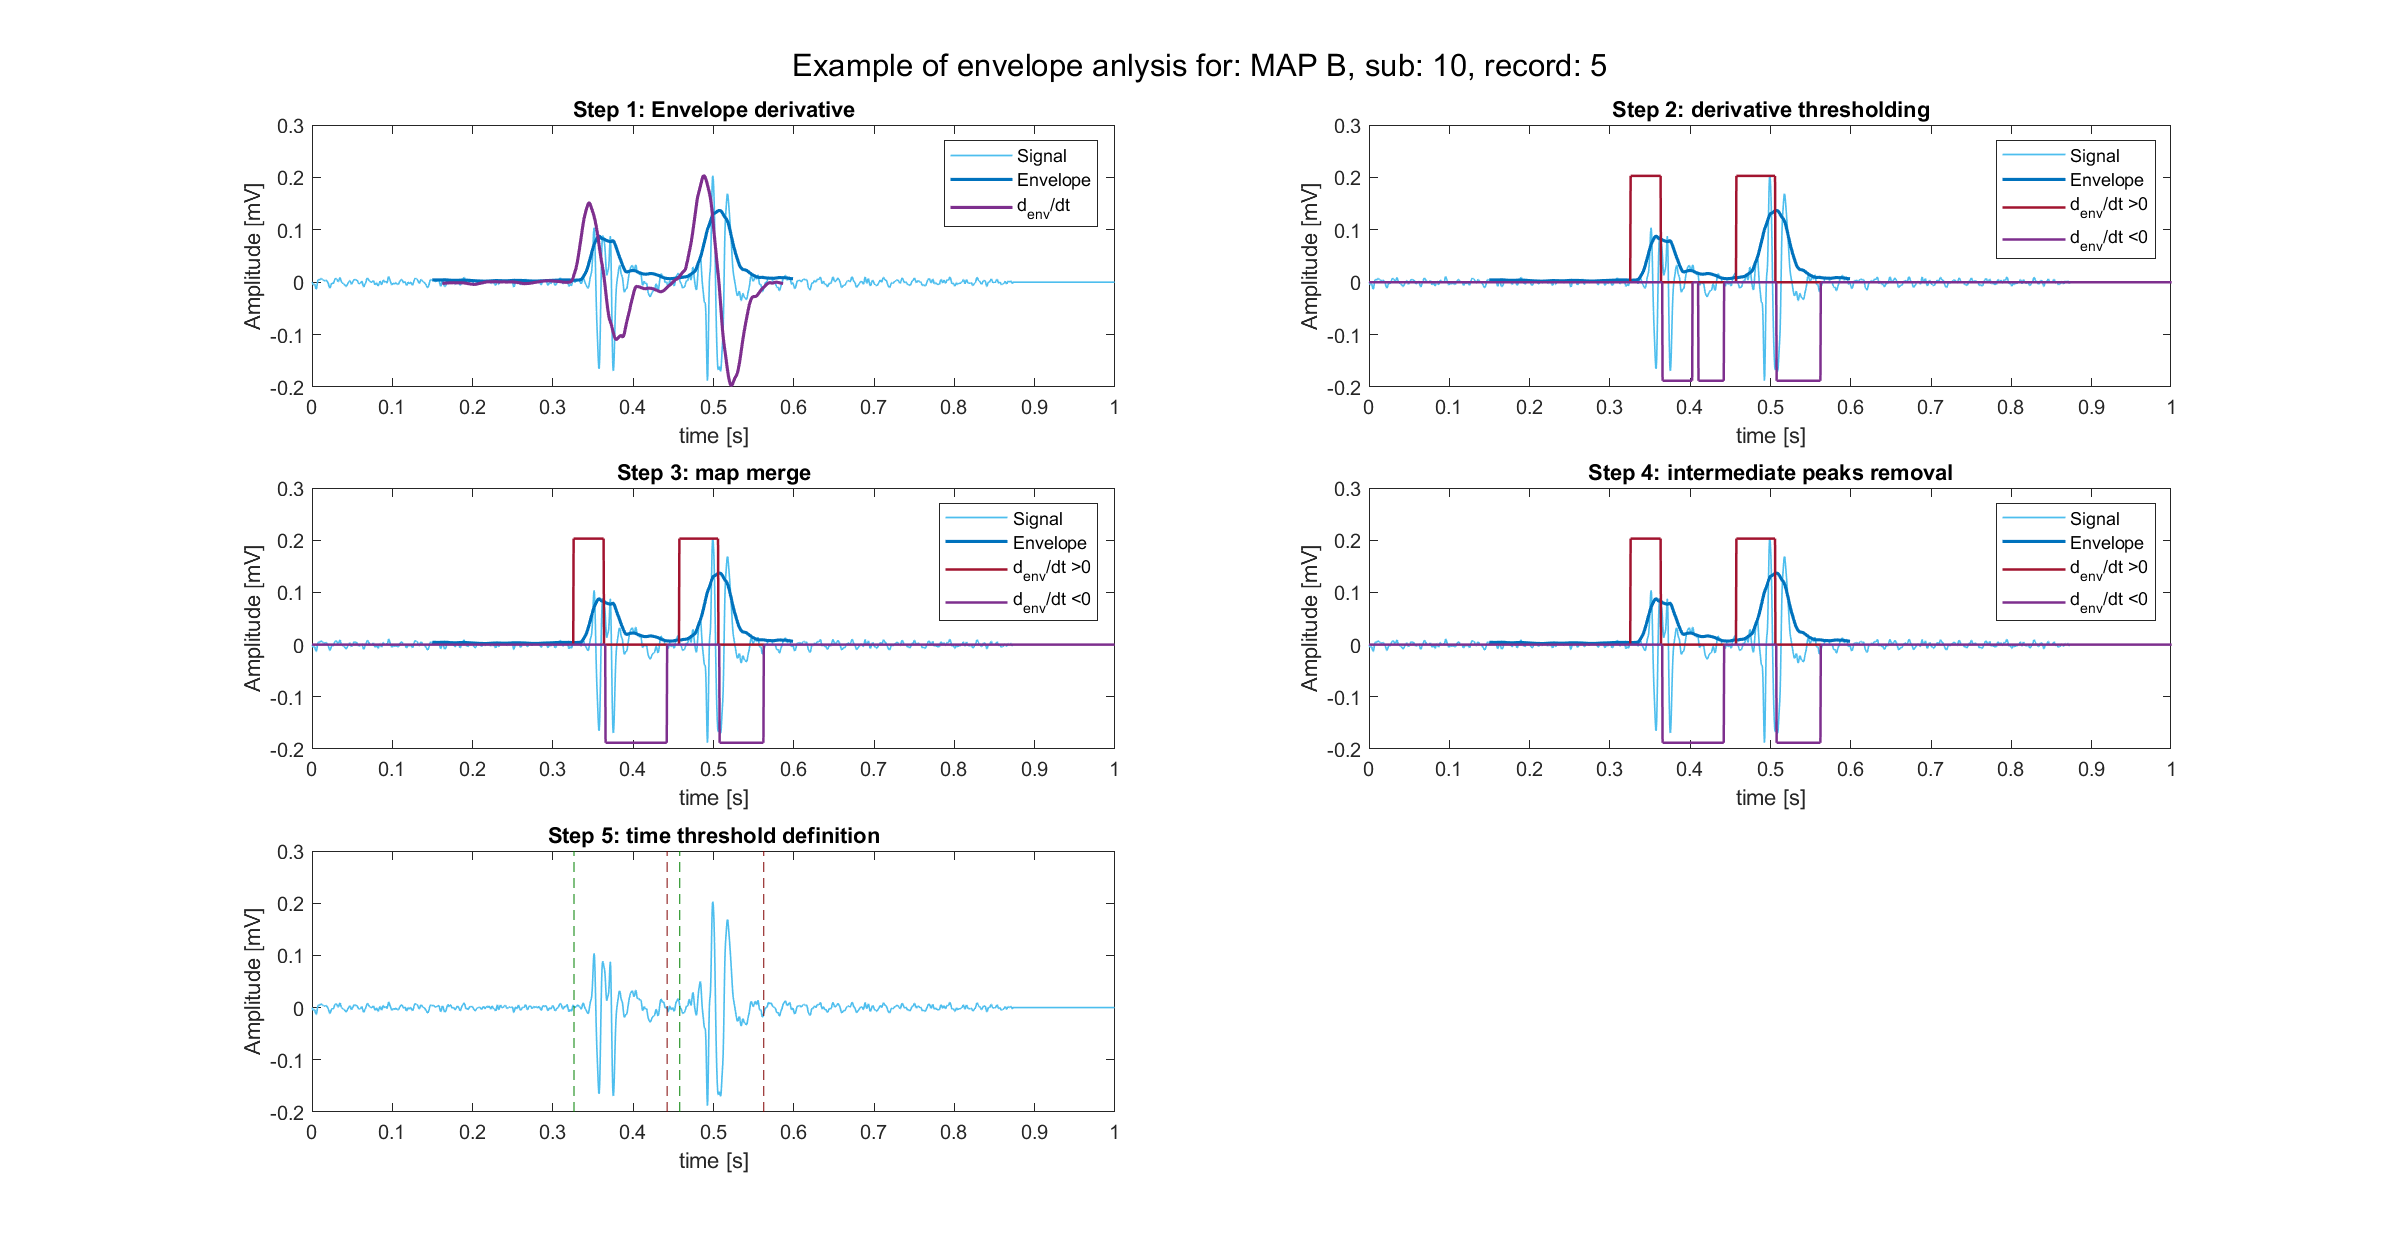 Example of envelope anlysis for: MAP B, sub: 10, record: 5
Step 1: Envelope derivative
0.3
0.2
0.1
0
-0.1
-0.2
Amplitude [mV]
0 0.1 0.2 0.3 0.4 0.5 0.6 0.7 0.8 0.9 1
time [s]
Signal
Envelope
d_env/dt
Step 2: derivative thresholding
0.3
0.2
0.1
0
-0.1
-0.2
Amplitude [mV]
0 0.1 0.2 0.3 0.4 0.5 0.6 0.7 0.8 0.9 1
time [s]
Signal
Envelope
d_env/dt >0
d_env/dt <0
Step 3: map merge
0.3
0.2
0.1
0
-0.1
-0.2
Amplitude [mV]
0 0.1 0.2 0.3 0.4 0.5 0.6 0.7 0.8 0.9 1
time [s]
Signal
Envelope
d_env/dt >0
d_env/dt <0
Step 4: intermediate peaks removal
0.3
0.2
0.1
0
-0.1
-0.2
Amplitude [mV]
0 0.1 0.2 0.3 0.4 0.5 0.6 0.7 0.8 0.9 1
time [s]
Signal
Envelope
d_env/dt >0
d_env/dt <0
Step 5: time threshold definition
0.3
0.2
0.1
0
-0.1
-0.2
Amplitude [mV]
0 0.1 0.2 0.3 0.4 0.5 0.6 0.7 0.8 0.9 1
time [s]